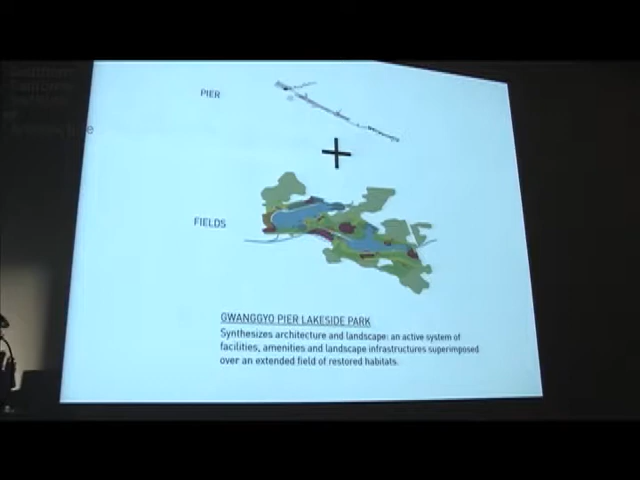 PIER
FIELDS
GWANGGYO PIER LAKESIDE PARK
Synthesizes architecture and landscape: an active system of
facilities, amenities and landscape infrastructures superimposed
over an extended field of restored habitats.